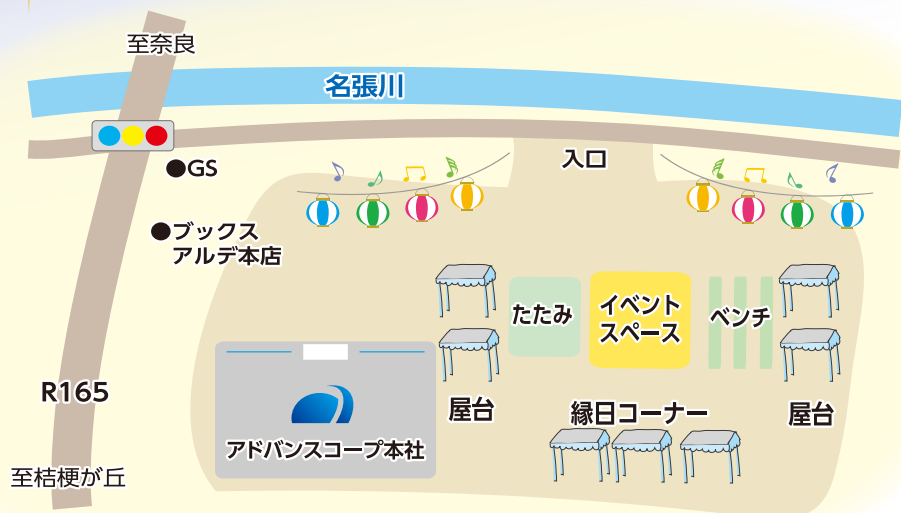 至奈良
名張川
入口
●GS
●ブックス
アルデ本店
たたみ
イベント
スペース
ベンチ
R165
屋台
縁日コーナー
屋台
アドバンスコープ本社
至桔梗が丘